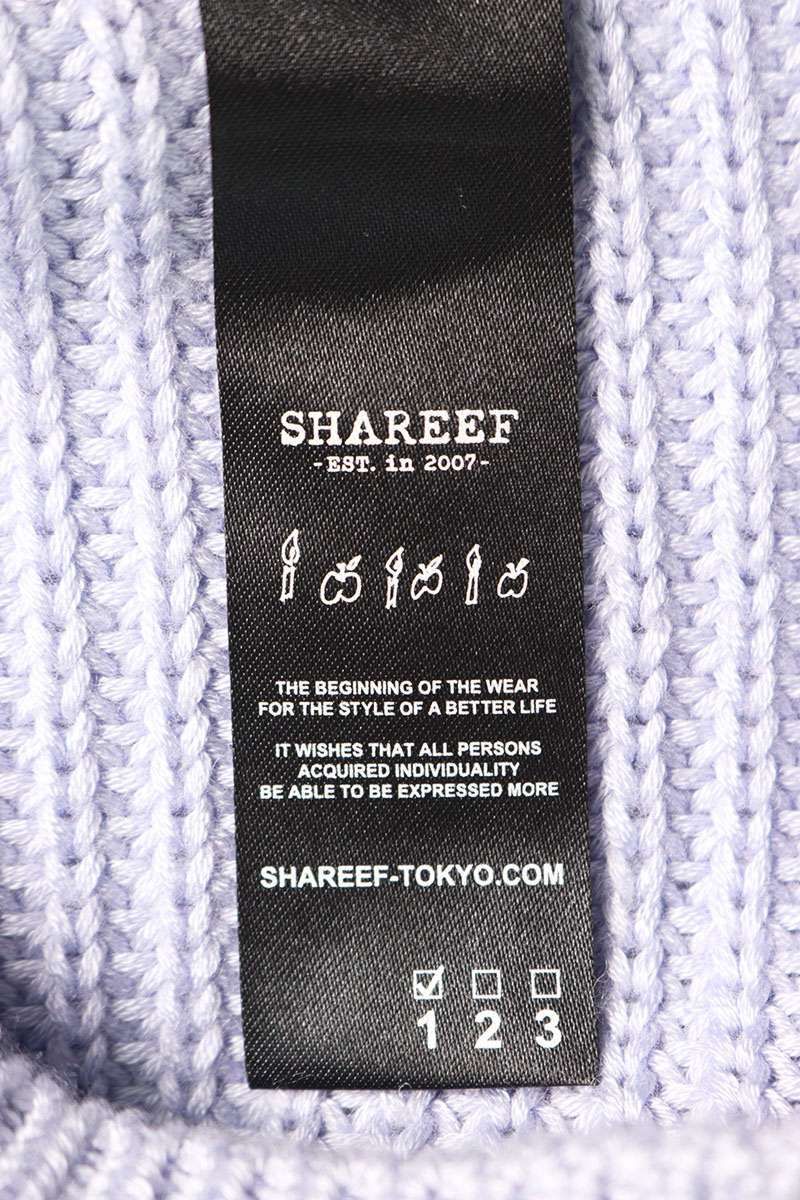 SHAREEF
-EST. in 2007-
THE BEGINNING OF THE WEAR
FOR THE STYLE OF A BETTER LIFE
IT WISHES THAT ALL PERSONS
ACQUIRED INDIVIDUALITY
BE ABLE TO BE EXPRESSED MORE
SHAREEF-TOKYO.COM
1 2 3